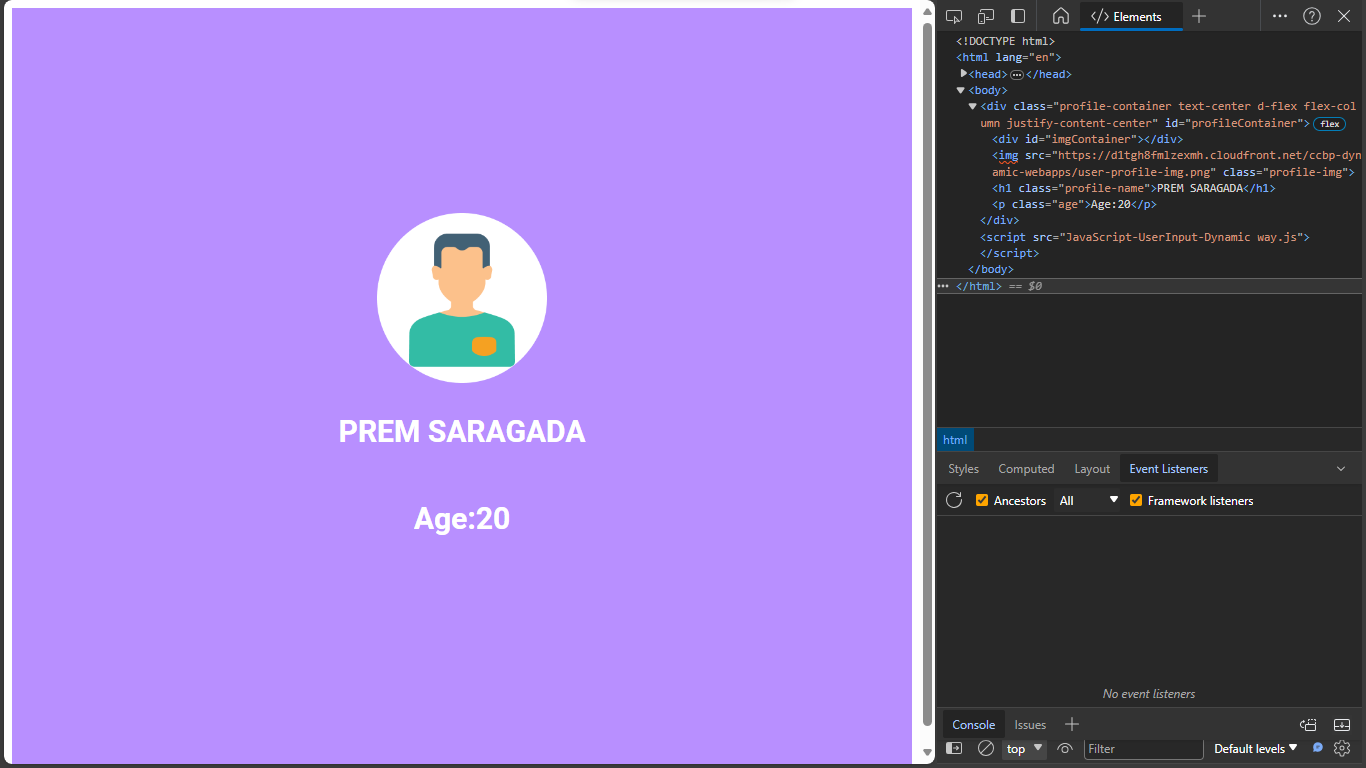 PREM SARAGADA
Age:20
Elements
<!DOCTYPE html>
<html lang="en">
<head></head>
<body>
<div class="profile-container text-center d-flex flex-col
umn justify-content-center" id="profileContainer"> flex
<div id="imgContainer"></div>
<img src="https://d1tgh8fmlzexmh.cloudfront.net/ccbp-dyn
amic-webapps/user-profile-img.png" class="profile-img">
<h1 class="profile-name">PREM SARAGADA</h1>
<p class="age">Age:20</p>
</div>
<script src="JavaScript-UserInput-Dynamic way.js">
</script>
</body>
</html> == $0
html
Styles Computed Layout Event Listeners
Ancestors All Framework listeners
No event listeners
Console Issues
top Filter Default levels